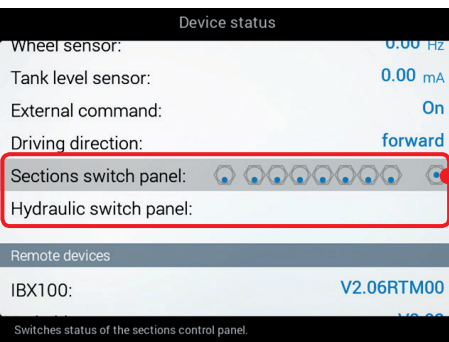 Device status
Wheel sensor: 0.00 Hz
Tank level sensor: 0.00 mA
External command: On
Driving direction: forward
Sections switch panel:
Hydraulic switch panel:
Remote devices
IBX100: V2.06RTM00
Switches status of the sections control panel.